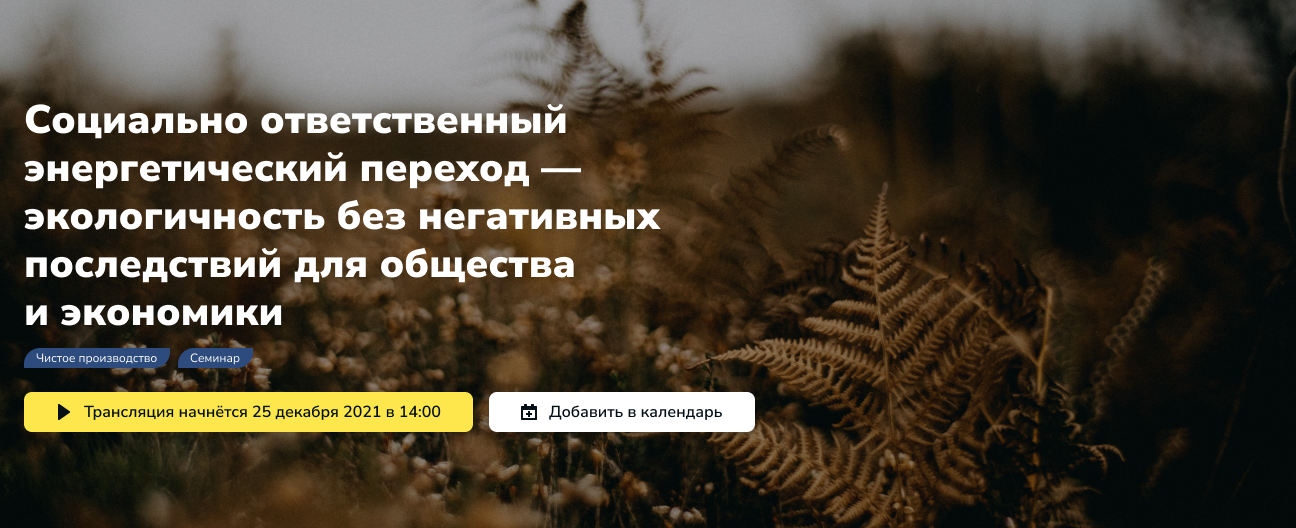 Социально ответственный
энергетический переход —
экологичность без негативных
последствий для общества
и экономики
Чистое производство
Семинар
Трансляция начнётся 25 декабря 2021 в 14:00
Добавить в календарь